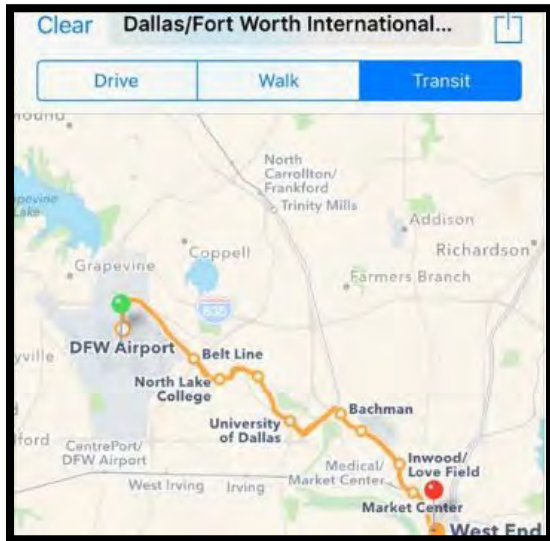 Clear
Dallas/Fort Worth International...
Drive
Walk
Transit
North
Carrollton/
Frankford
Trinity Mills
Addison
Richardson
Coppell
Grapevine
Farmers Branch
635
DFW Airport
Belt Line
North Lake
College
University
of Dallas
Bachman
CentrePort/
DFW Airport
West Irving
Irving
Medical/
Market Center
Inwood/
Love Field
Market Center
West End